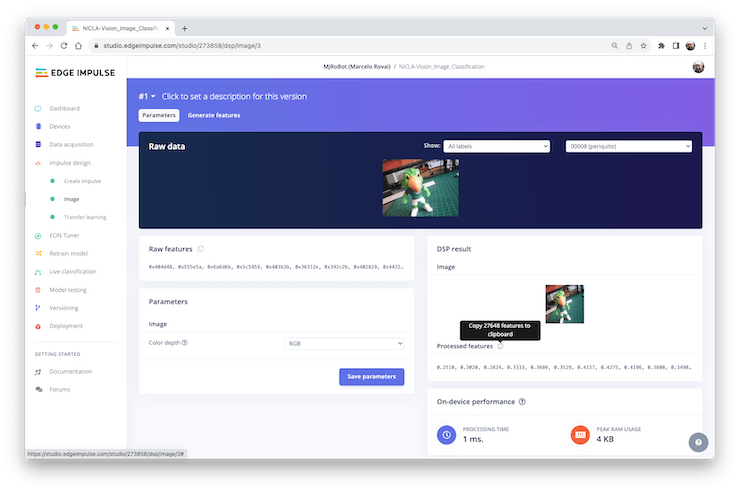 NICLA-Vision_Image_Classific
studio.edgeimpulse.com/studio/273858/dsp/image/3
EDGE IMPULSE
MJRoBot (Marcelo Rovai) / NICLA-Vision_Image_Classification
#1 Click to set a description for this version
Parameters Generate features
Dashboard
Devices
Data acquisition
Impulse design
Create impulse
Image
Transfer learning
EON Tuner
Retrain model
Live classification
Model testing
Versioning
Deployment
GETTING STARTED
Documentation
Forums
Raw data
Show: All labels 00008 (periquito)
Raw features
0x404d48, 0x555e5a, 0x6a6d6b, 0x5c5959, 0x403b3b, 0x36312e, 0x392c2b, 0x402829, 0x4422...
Parameters
Image
Color depth ? RGB
Save parameters
DSP result
Image
Copy 27648 features to
clipboard
Processed features
0.2510, 0.3020, 0.2824, 0.3333, 0.3686, 0.3529, 0.4157, 0.4275, 0.4196, 0.3608, 0.3490...
On-device performance ?
PROCESSING TIME
1 ms.
PEAK RAM USAGE
4 KB
?
https://studio.edgeimpulse.com/studio/273858/dsp/image/3#